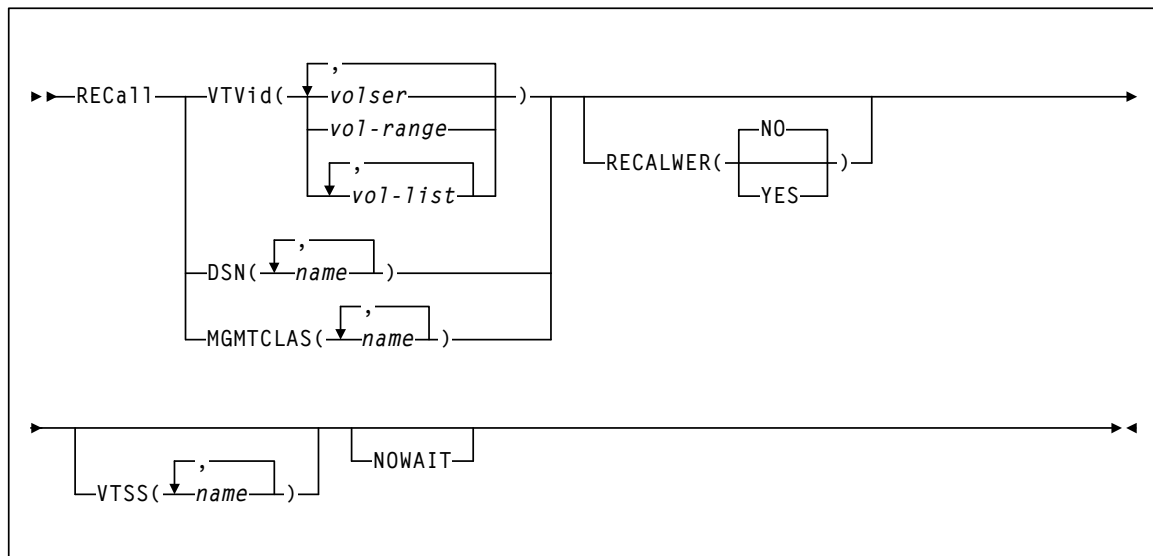 ,
RECall VTVid( volser )
vol-range
NO
RECALWER( )
YES
,
vol-list
,
DSN( name )
,
MGMTCLAS( name )
,
VTSS( name )
NOWAIT